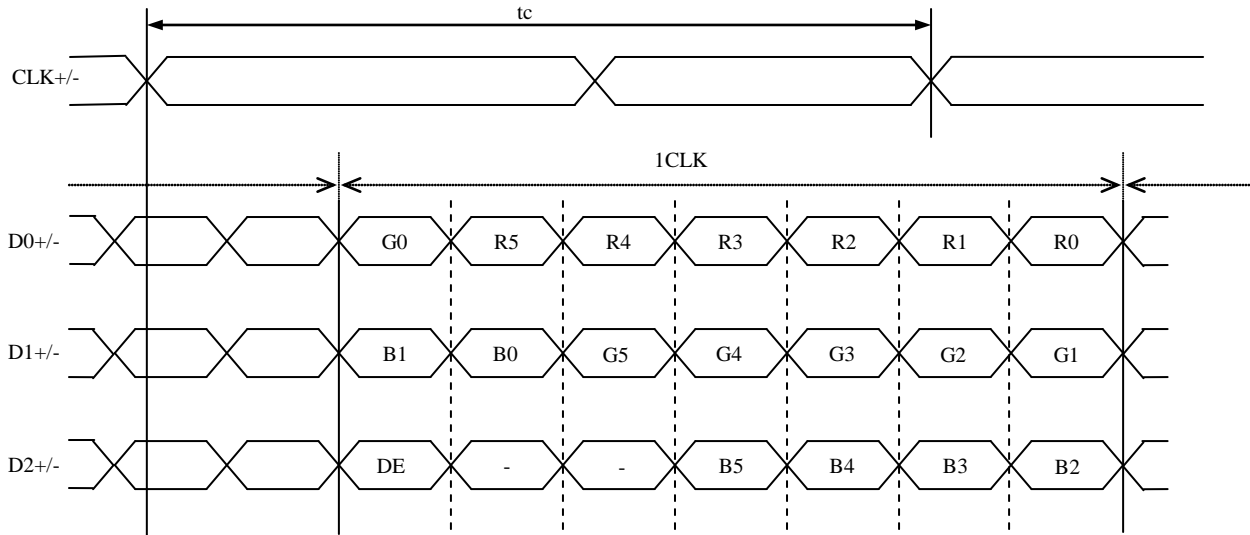 tc
CLK+/-
1CLK
D0+/- G0 R5 R4 R3 R2 R1 R0
D1+/- B1 B0 G5 G4 G3 G2 G1
D2+/- DE - - B5 B4 B3 B2